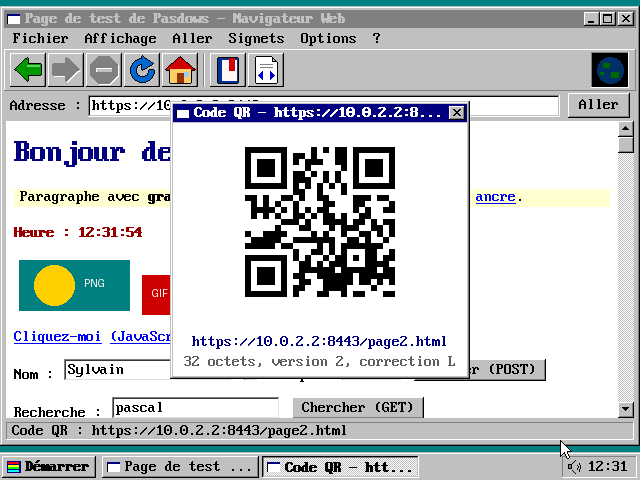 Page de test de Pasdows - Navigateur Web
Fichier Affichage Aller Signets Options ?
Adresse : https://10.0.2.2:8443 Aller
Code QR - https://10.0.2.2:8...
Bonjour de
Paragraphe avec gra ancre.
Heure : 12:31:54
PNG
GIF
https://10.0.2.2:8443/page2.html
Cliquez-moi (JavaScr
32 octets, version 2, correction L
Nom : Sylvain r (POST)
Recherche : pascal Chercher (GET)
Code QR : https://10.0.2.2:8443/page2.html
Démarrer Page de test ... Code QR - htt... 12:31